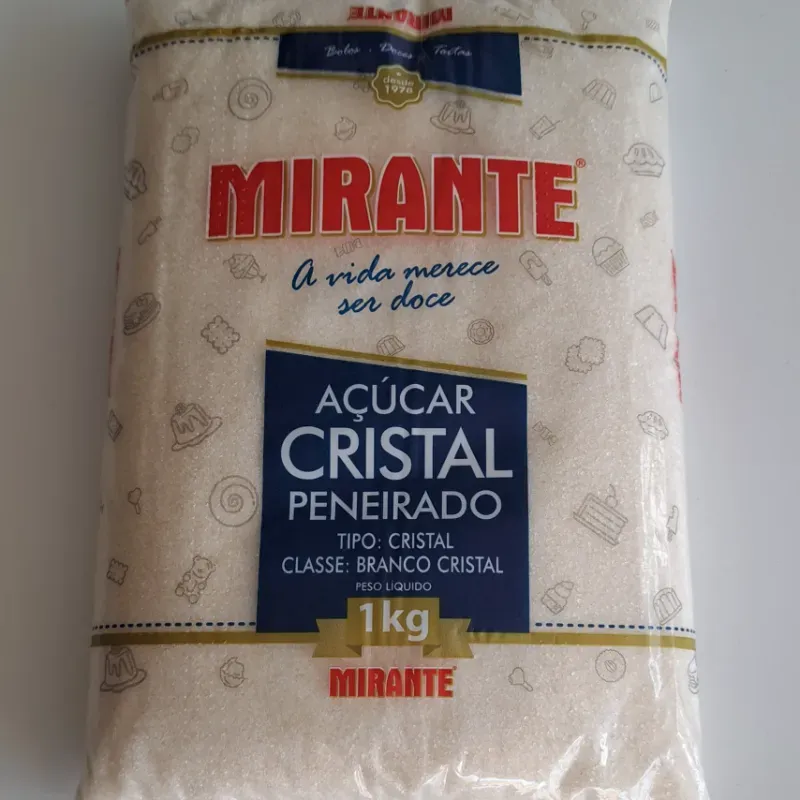 MIRANTE
Bolos . Doces . Tortas
desde
1978
MIRANTE®
A vida merece
ser doce
AÇÚCAR
CRISTAL
PENEIRADO
TIPO: CRISTAL
CLASSE: BRANCO CRISTAL
PESO LÍQUIDO
1kg
MIRANTE